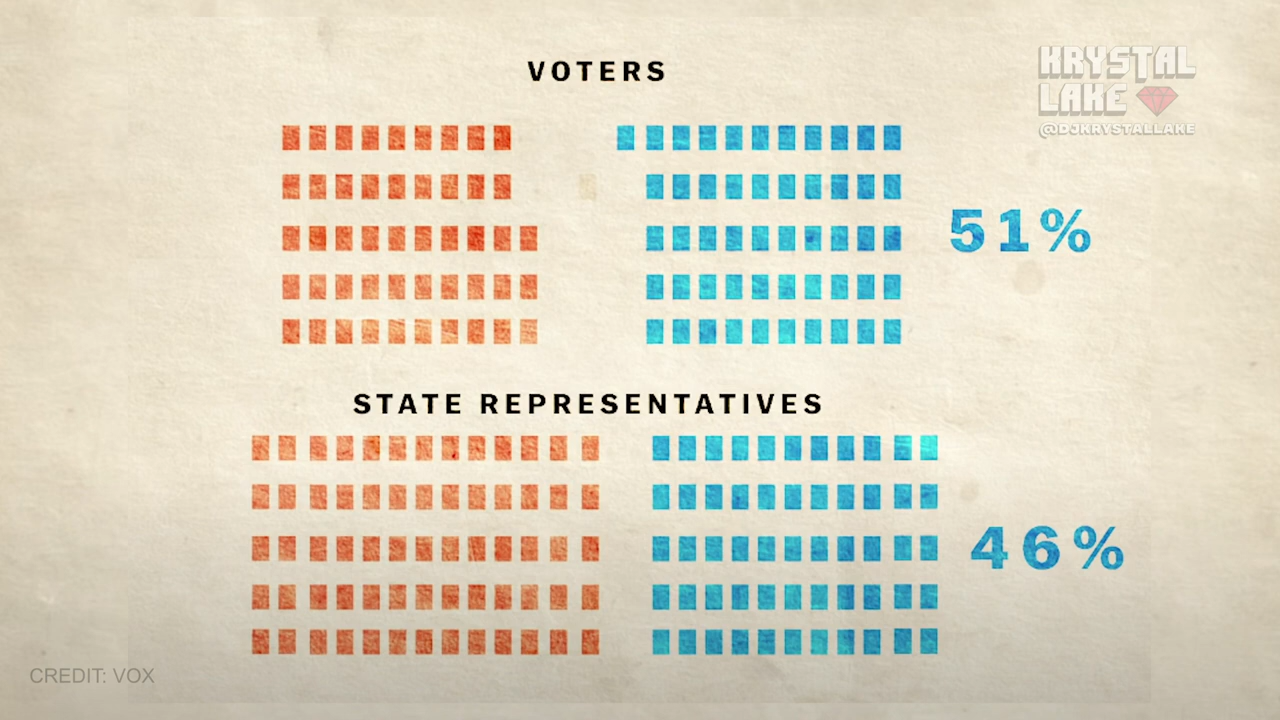 VOTERS
KRYSTAL
LAKE
@DJKRYSTALLAKE
51%
STATE REPRESENTATIVES
46%
CREDIT: VOX